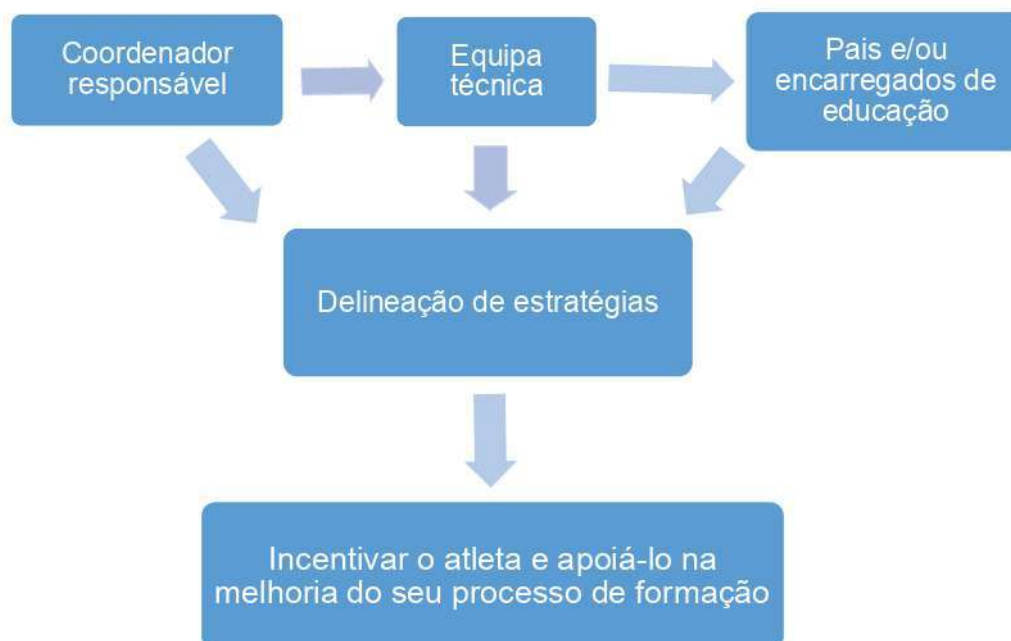 Coordenador
responsável
Equipa
técnica
Pais e/ou
encarregados de
educação
Delineação de estratégias
Incentivar o atleta e apoiá-lo na
melhoria do seu processo de formação